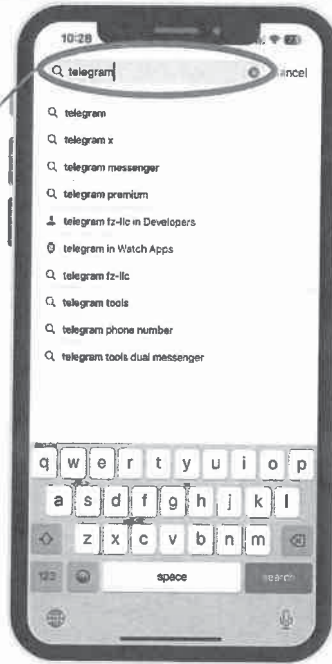 10:28
telegram
ancel
telegram
telegram x
telegram messenger
telegram premium
telegram fz-llc in Developers
telegram in Watch Apps
telegram fz-llc
telegram tools
telegram phone number
telegram tools dual messenger
q w e r t y u i o p
a s d f g h j k l
z x c v b n m
123 space search